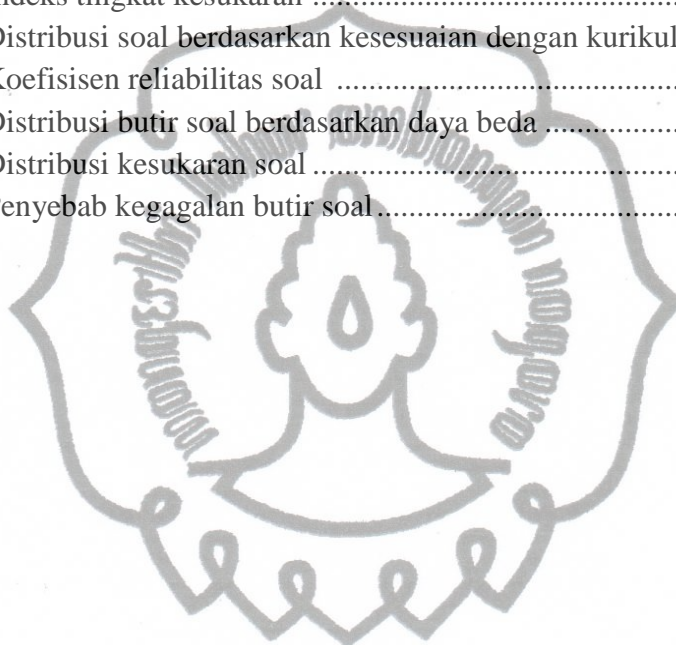 ndeks tingkat kesukaran ................................................
Distribusi soal berdasarkan kesesuaian dengan kurikul
Koefisisen reliabilitas soal ................................................
Distribusi butir soal berdasarkan daya beda ....................
Distribusi kesukaran soal ................................................
Penyebab kegagalan butir soal ........................................